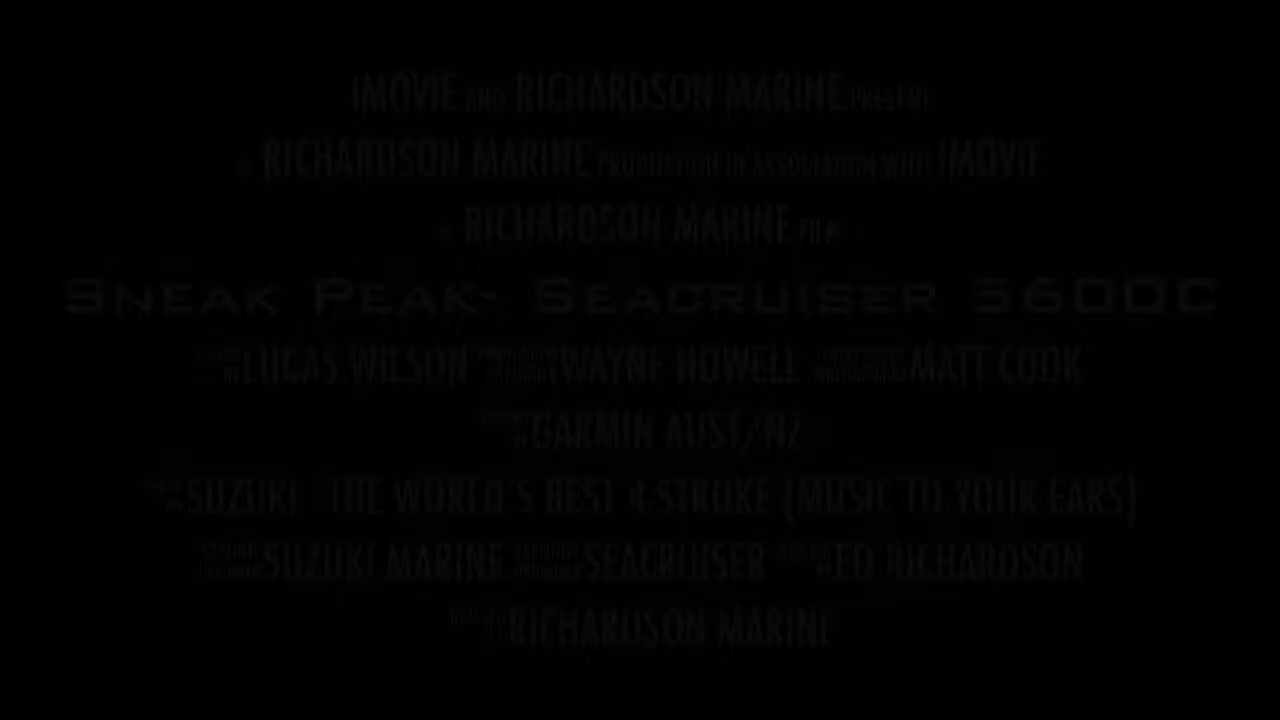 IMOVIE AND RICHARDSON MARINE PRESENT
A RICHARDSON MARINE PRODUCTION IN ASSOCIATION WITH IMOVIE
A RICHARDSON MARINE FILM
SNEAK PEAK- SEACRUISER 5600C
LUCAS WILSON WAYNE HOWELL MATT COOK
GARMIN AUST/NZ
SUZUKI - THE WORLD'S BEST 4-STROKE (MUSIC TO YOUR EARS)
SUZUKI MARINE SEACRUISER ED RICHARDSON
RICHARDSON MARINE